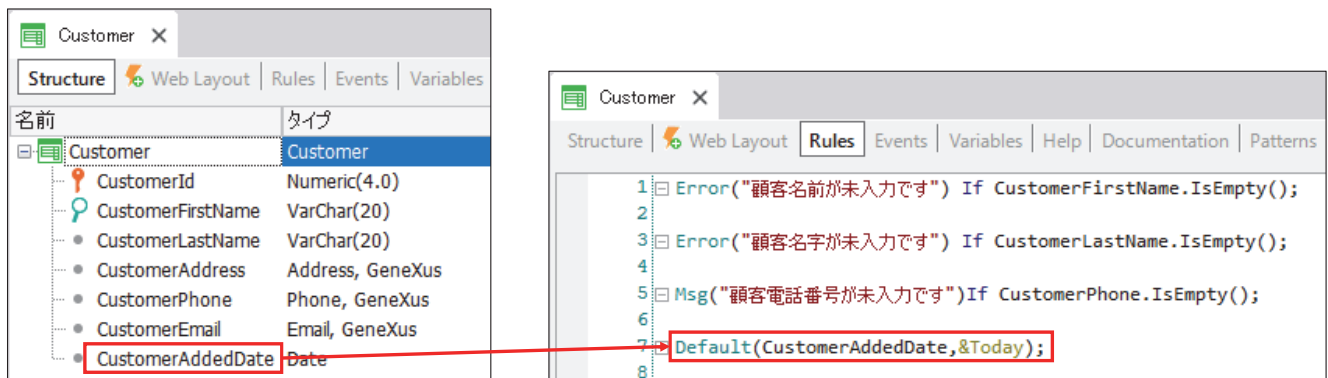 Customer ×
Structure Web Layout Rules Events Variables
名前 タイプ
Customer Customer
CustomerId Numeric(4.0)
CustomerFirstName VarChar(20)
CustomerLastName VarChar(20)
CustomerAddress Address, GeneXus
CustomerPhone Phone, GeneXus
CustomerEmail Email, GeneXus
CustomerAddedDate Date
Customer ×
Structure Web Layout Rules Events Variables Help Documentation Patterns
1 Error("顧客名前が未入力です") If CustomerFirstName.IsEmpty();
2
3 Error("顧客名字が未入力です") If CustomerLastName.IsEmpty();
4
5 Msg("顧客電話番号が未入力です")If CustomerPhone.IsEmpty();
6
7 Default(CustomerAddedDate,&Today);
8